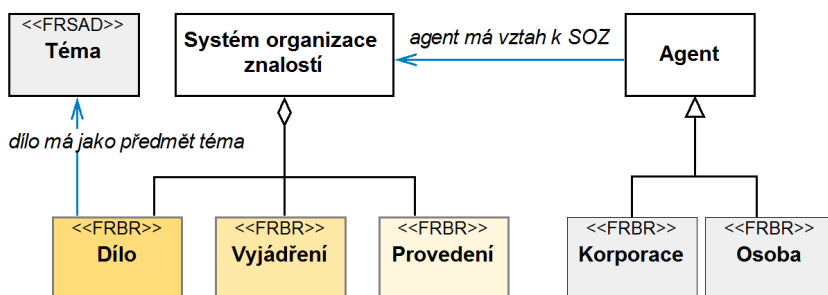 <<FRSAD>>
Téma
Systém organizace
znalostí
agent má vztah k SOZ
Agent
dílo má jako předmět téma
<<FRBR>>
Dílo
<<FRBR>>
Vyjádření
<<FRBR>>
Provedení
<<FRBR>>
Korporace
<<FRBR>>
Osoba